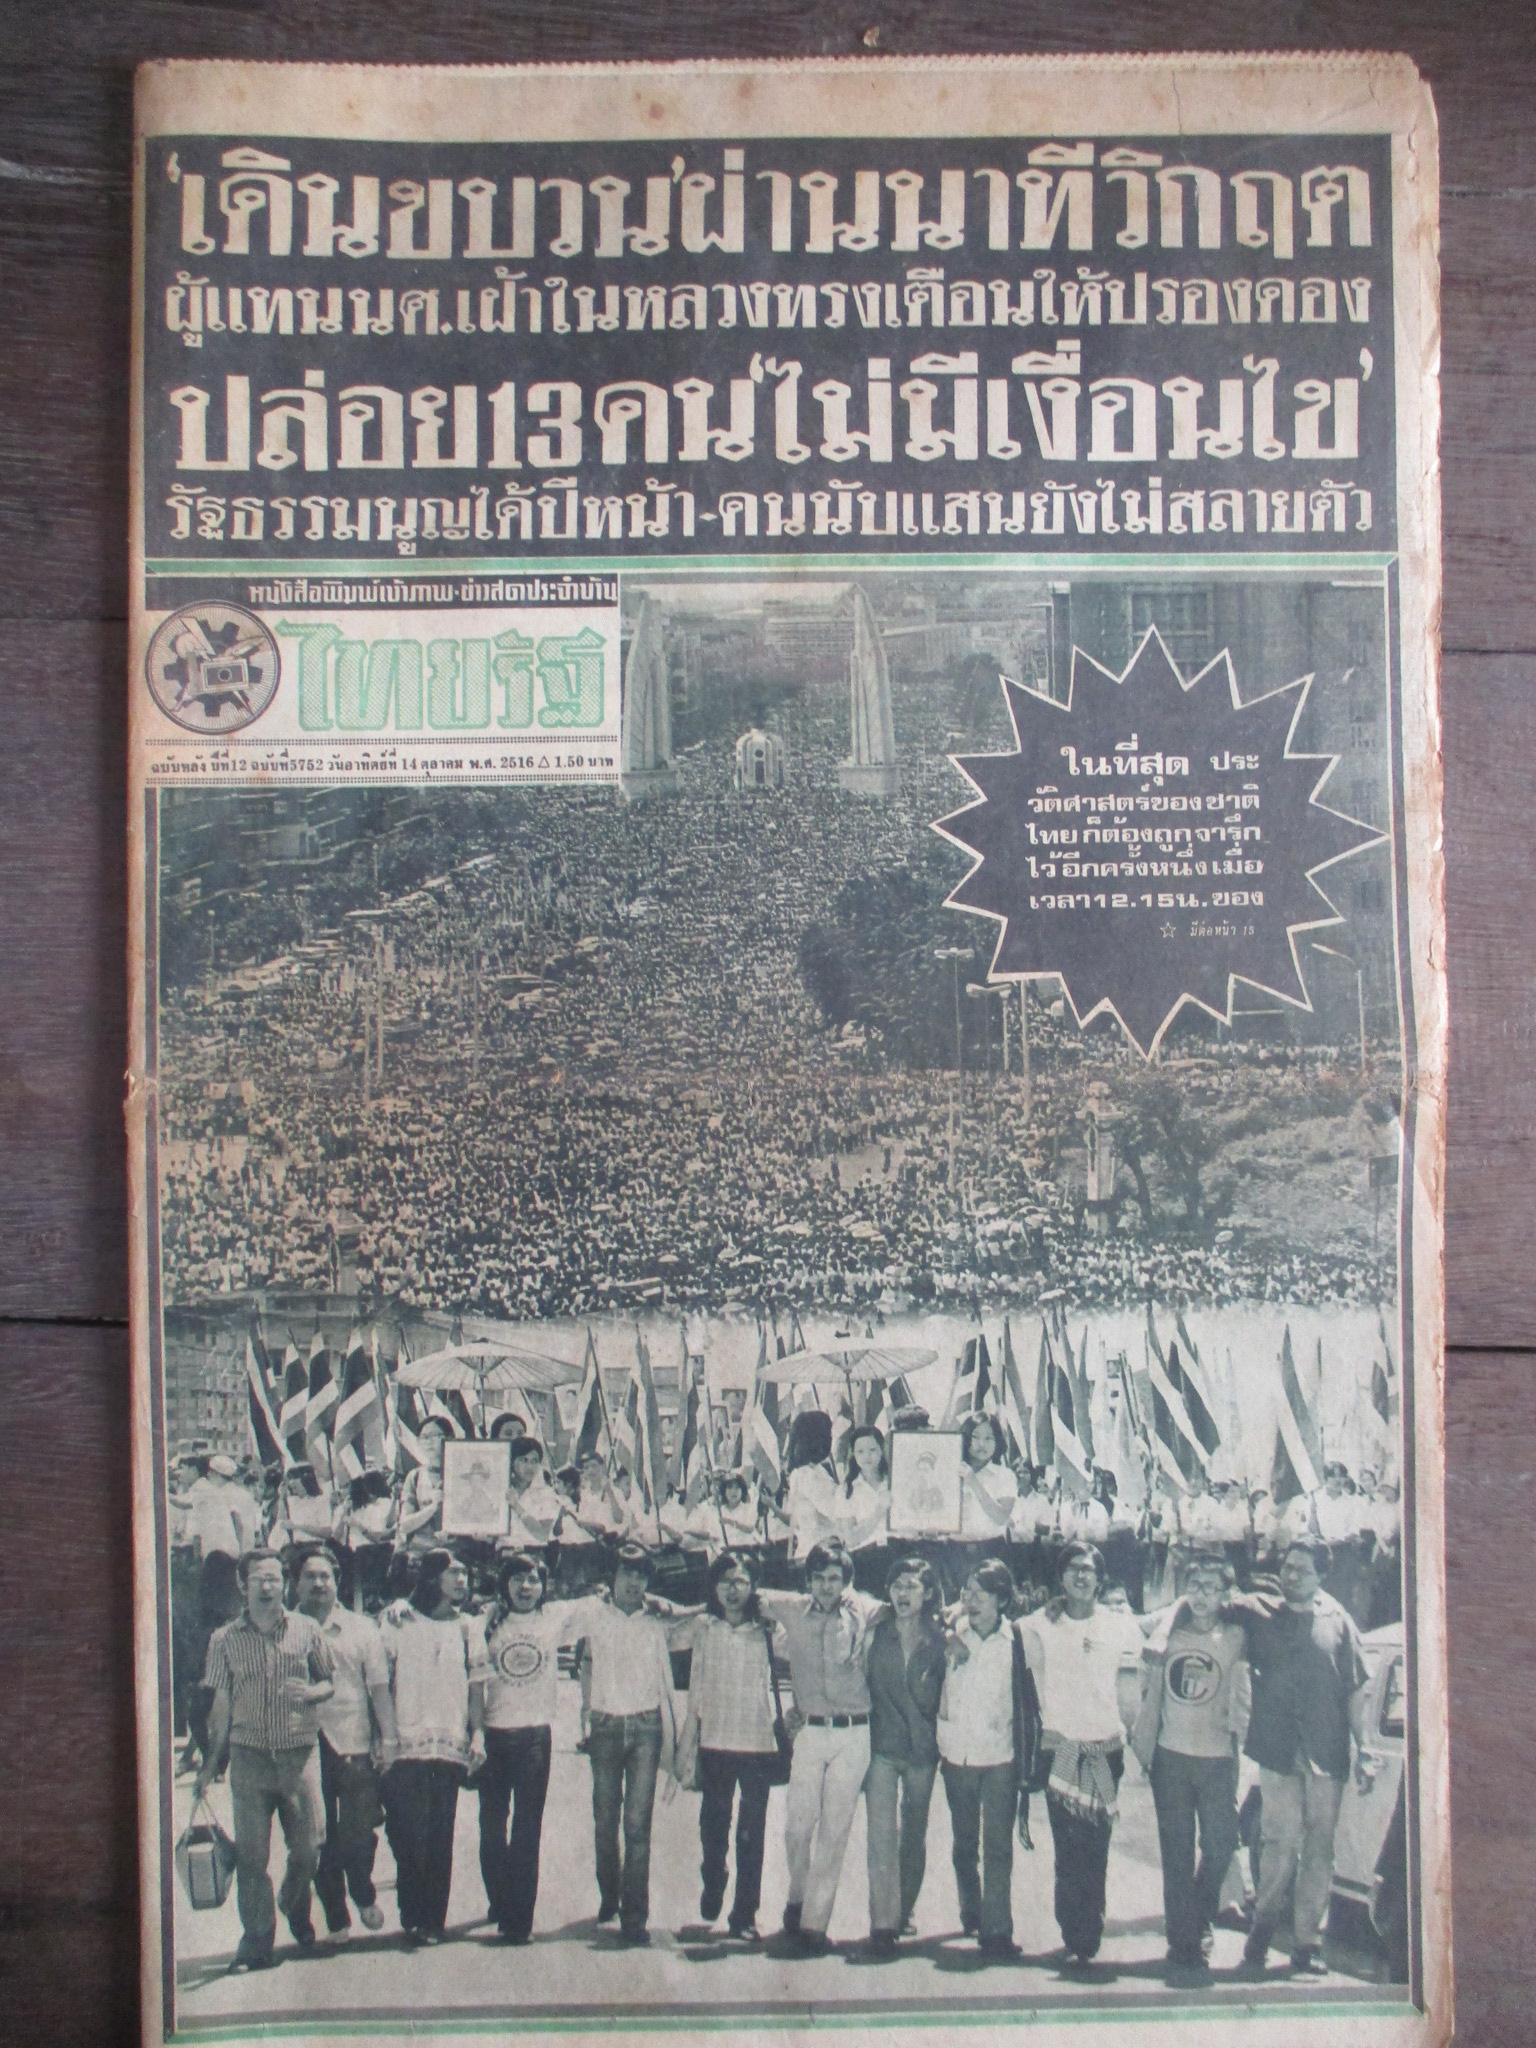 'เดินขบวน'ผ่านนาทีวิกฤต
ผู้แทนนศ.เฝ้าในหลวงทรงเตือนให้ปรองดอง
ปล่อย13คน'ไม่มีเงื่อนไข'
รัฐธรรมนูญได้ปีหน้า-คนนับแสนยังไม่สลายตัว
หนังสือพิมพ์เข้าภาพ·ข่าวสดประจำบ้าน
ไทยรัฐ
ฉบับหลัง ปีที่12 ฉบับที่5752 วันอาทิตย์ที่ 14 ตุลาคม พ.ศ. 2516 △ 1.50 บาท
ในที่สุด ประ
วัติศาสตร์ของชาติ
ไทยก็ต้องถูกจารึก
ไว้อีกครั้งหนึ่งเมื่อ
เวลา12.15น.ของ
☆ มีต่อหน้า 15
C